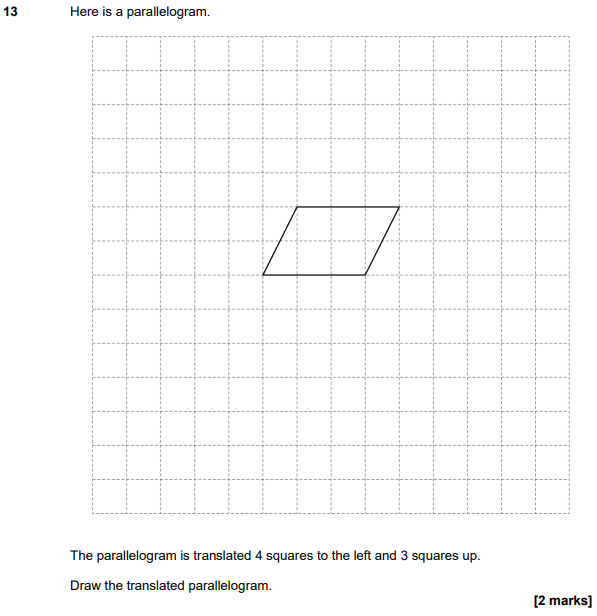 13 Here is a parallelogram.
The parallelogram is translated 4 squares to the left and 3 squares up.
Draw the translated parallelogram.
[2 marks]